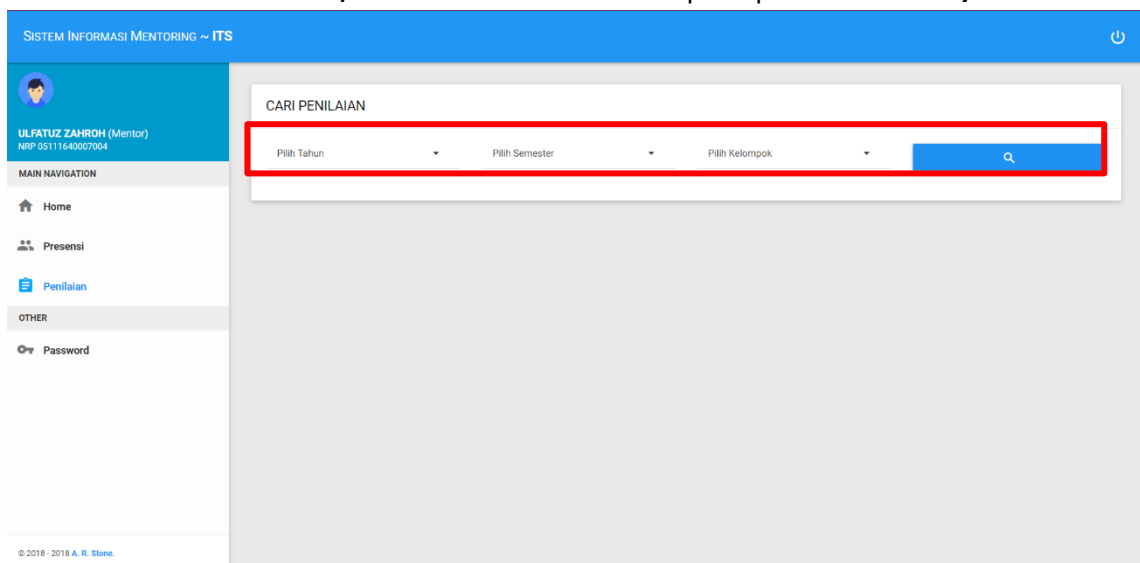 SISTEM INFORMASI MENTORING ~ ITS
ULFATUZ ZAHROH (Mentor)
NRP 05111640007004
MAIN NAVIGATION
Home
Presensi
Penilaian
OTHER
Password
© 2018 - 2018 A. R. Stone.
CARI PENILAIAN
Pilih Tahun
Pilih Semester
Pilih Kelompok